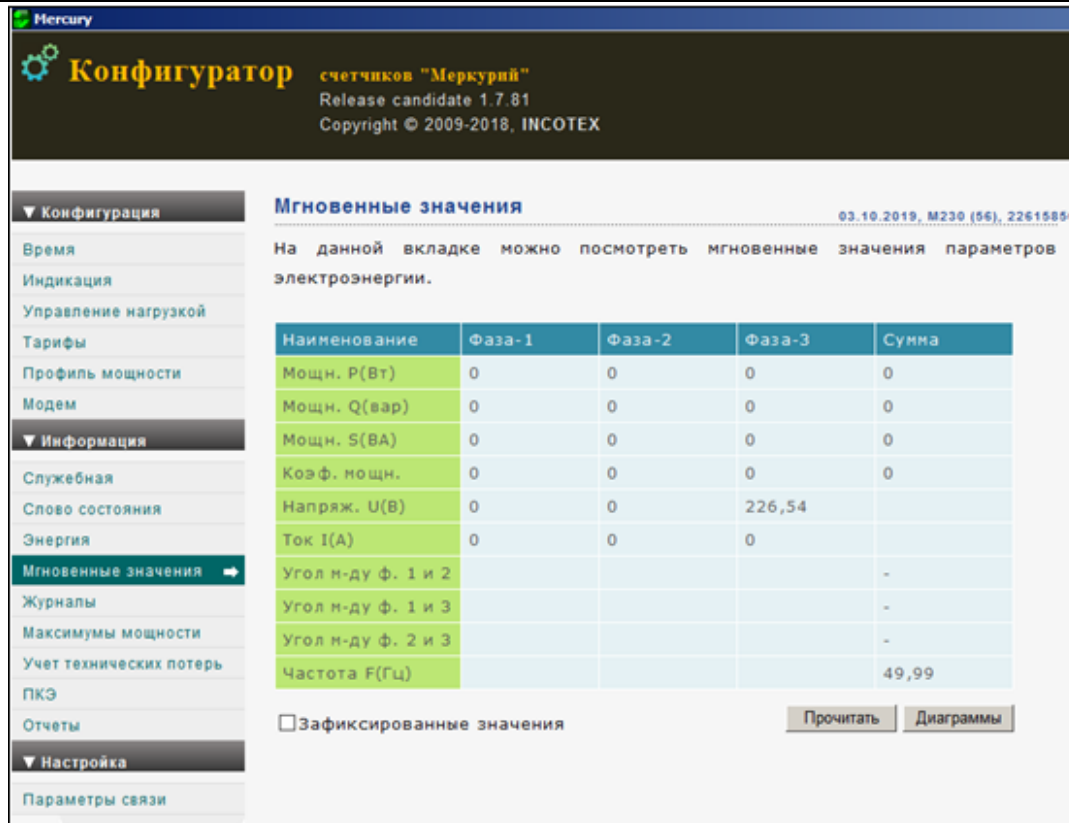 Mercury
Конфигуратор счетчиков "Меркурий"
Release candidate 1.7.81
Copyright © 2009-2018, INCOTEX
▼ Конфигурация
Время
Индикация
Управление нагрузкой
Тарифы
Профиль мощности
Модем
▼ Информация
Служебная
Слово состояния
Энергия
Мгновенные значения
Журналы
Максимумы мощности
Учет технических потерь
ПКЭ
Отчеты
▼ Настройка
Параметры связи
Мгновенные значения
03.10.2019, M230 (56), 2261585
На данной вкладке можно посмотреть мгновенные значения параметров
электроэнергии.
Наименование Фаза-1 Фаза-2 Фаза-3 Сумма
Мощн. P(Вт) 0 0 0 0
Мощн. Q(вар) 0 0 0 0
Мощн. S(ВА) 0 0 0 0
Коэф. мощн. 0 0 0 0
Напряж. U(В) 0 0 226,54
Ток I(А) 0 0 0
Угол м-ду ф. 1 и 2 -
Угол м-ду ф. 1 и 3 -
Угол м-ду ф. 2 и 3 -
Частота F(Гц) 49,99
Зафиксированные значения
Прочитать Диаграммы